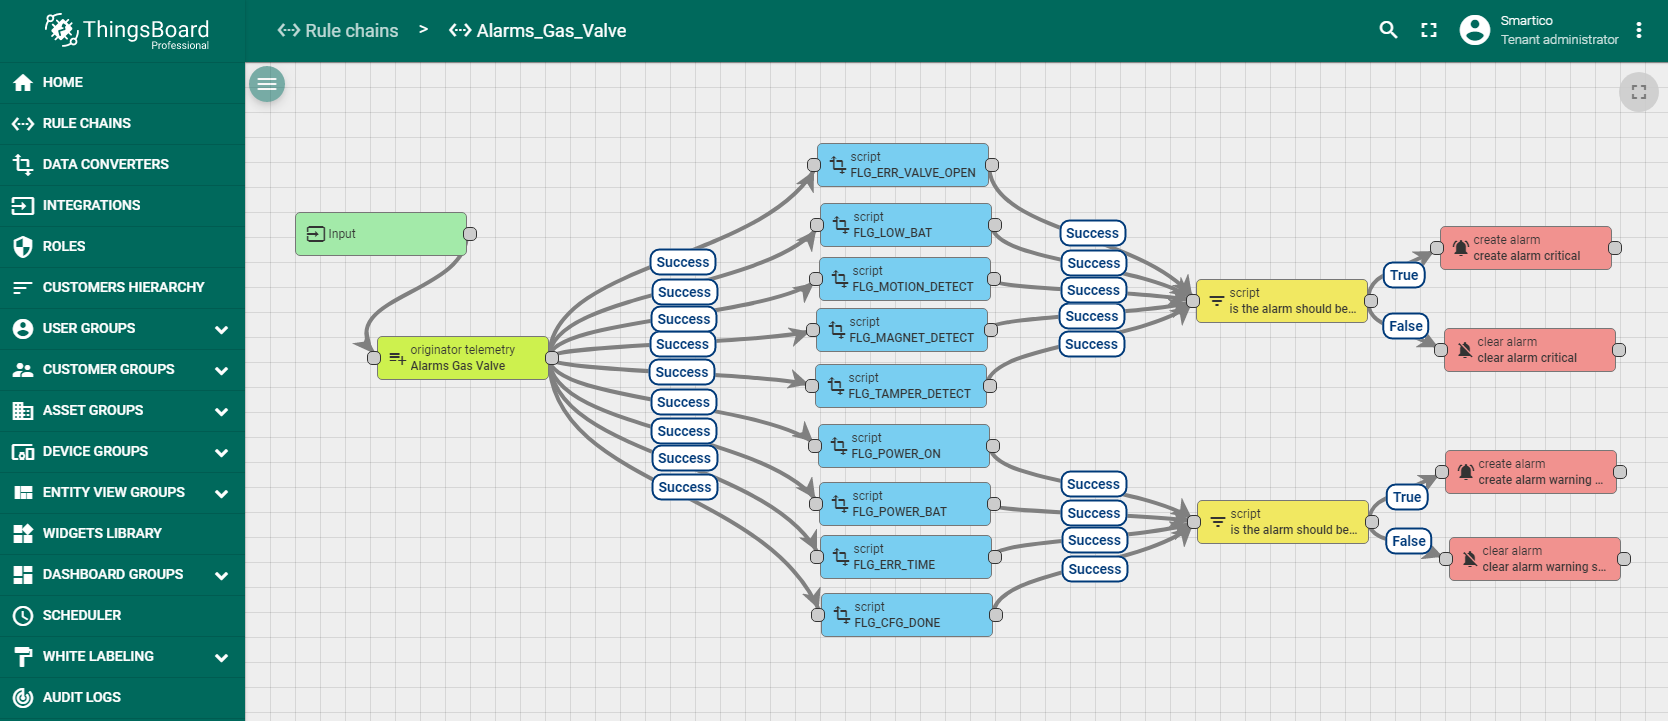 ThingsBoard
Professional
Rule chains > Alarms_Gas_Valve
Smartico
Tenant administrator
HOME
RULE CHAINS
DATA CONVERTERS
INTEGRATIONS
ROLES
CUSTOMERS HIERARCHY
USER GROUPS
CUSTOMER GROUPS
ASSET GROUPS
DEVICE GROUPS
ENTITY VIEW GROUPS
WIDGETS LIBRARY
DASHBOARD GROUPS
SCHEDULER
WHITE LABELING
AUDIT LOGS
Input
originator telemetry
Alarms Gas Valve
Success
Success
Success
Success
Success
Success
Success
Success
Success
script
FLG_ERR_VALVE_OPEN
script
FLG_LOW_BAT
script
FLG_MOTION_DETECT
script
FLG_MAGNET_DETECT
script
FLG_TAMPER_DETECT
script
FLG_POWER_ON
script
FLG_POWER_BAT
script
FLG_ERR_TIME
script
FLG_CFG_DONE
Success
Success
Success
Success
Success
Success
Success
Success
Success
script
is the alarm should be...
script
is the alarm should be...
True
False
True
False
create alarm
create alarm critical
clear alarm
clear alarm critical
create alarm
create alarm warning ...
clear alarm
clear alarm warning s...